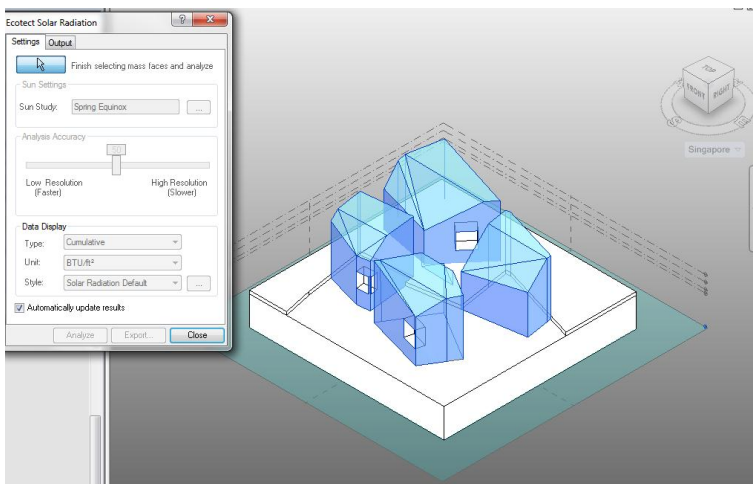 Ecotect Solar Radiation
Settings
Output
Finish selecting mass faces and analyze
Sun Settings
Sun Study:
Spring Equinox
...
Analysis Accuracy
50
Low Resolution
(Faster)
High Resolution
(Slower)
Data Display
Type:
Cumulative
Unit:
BTU/ft²
Style:
Solar Radiation Default
...
Automatically update results
Analyze
Export...
Close
TOP
FRONT
RIGHT
Singapore